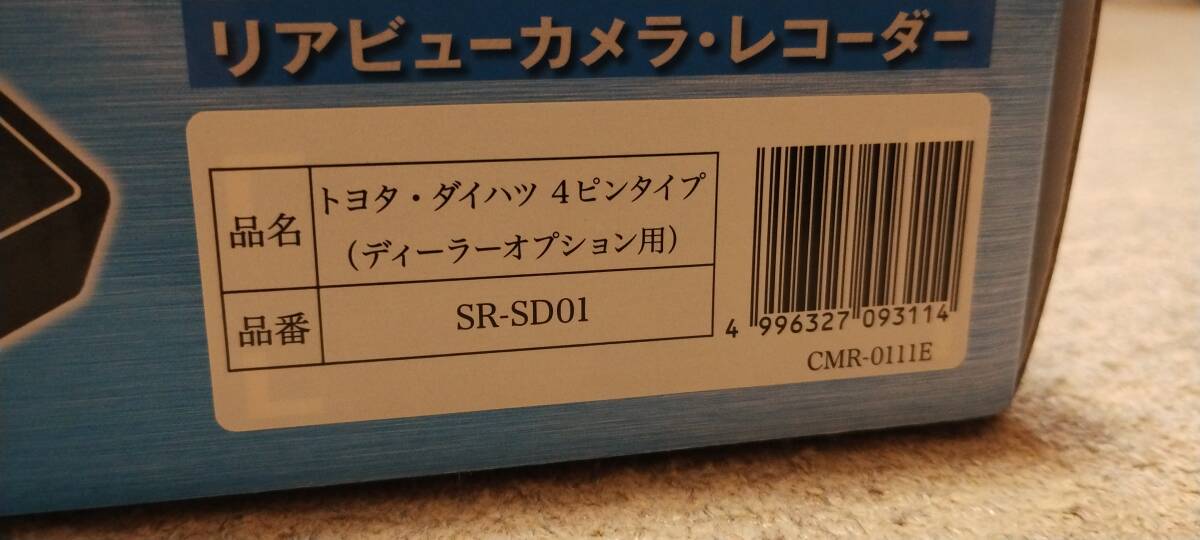 リアビューカメラ・レコーダー
品名
トヨタ・ダイハツ 4ピンタイプ
（ディーラーオプション用）
品番
SR-SD01
4 996327 093114
CMR-0111E